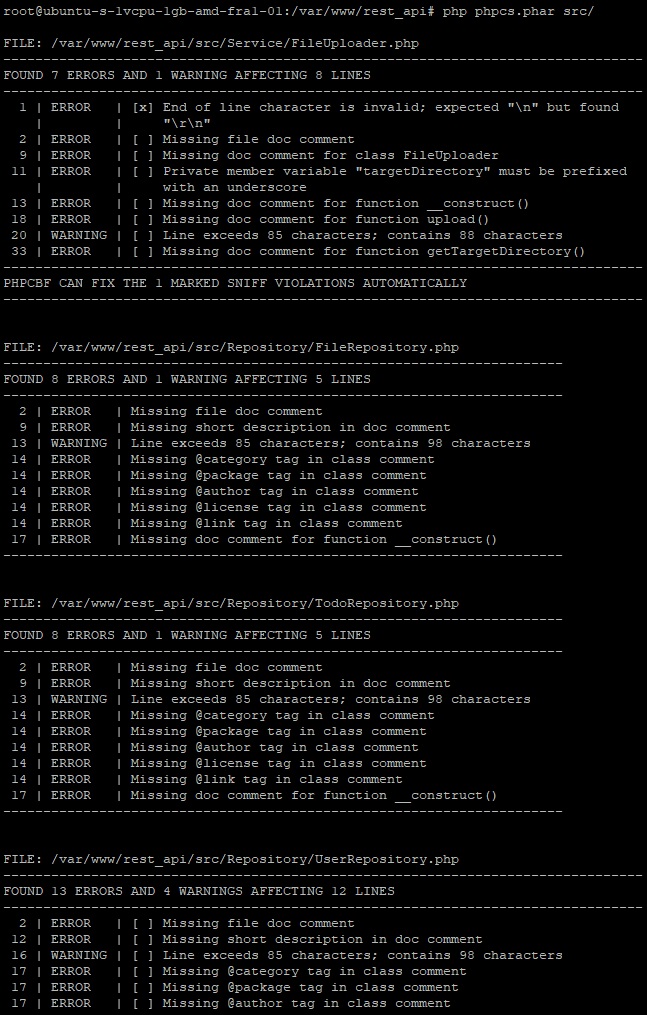 root@ubuntu-s-1vcpu-1gb-amd-fra1-01:/var/www/rest_api# php phpcs.phar src/
FILE: /var/www/rest_api/src/Service/FileUploader.php
--------------------------------------------------------------------------------
FOUND 7 ERRORS AND 1 WARNING AFFECTING 8 LINES
--------------------------------------------------------------------------------
  1 | ERROR   | [x] End of line character is invalid; expected "\n" but found
    |         |     "\r\n"
  2 | ERROR   | [ ] Missing file doc comment
  9 | ERROR   | [ ] Missing doc comment for class FileUploader
 11 | ERROR   | [ ] Private member variable "targetDirectory" must be prefixed
    |         |     with an underscore
 13 | ERROR   | [ ] Missing doc comment for function __construct()
 18 | ERROR   | [ ] Missing doc comment for function upload()
 20 | WARNING | [ ] Line exceeds 85 characters; contains 88 characters
 33 | ERROR   | [ ] Missing doc comment for function getTargetDirectory()
--------------------------------------------------------------------------------
PHPCBF CAN FIX THE 1 MARKED SNIFF VIOLATIONS AUTOMATICALLY
--------------------------------------------------------------------------------
FILE: /var/www/rest_api/src/Repository/FileRepository.php
----------------------------------------------------------------------
FOUND 8 ERRORS AND 1 WARNING AFFECTING 5 LINES
----------------------------------------------------------------------
  2 | ERROR   | Missing file doc comment
  9 | ERROR   | Missing short description in doc comment
 13 | WARNING | Line exceeds 85 characters; contains 98 characters
 14 | ERROR   | Missing @category tag in class comment
 14 | ERROR   | Missing @package tag in class comment
 14 | ERROR   | Missing @author tag in class comment
 14 | ERROR   | Missing @license tag in class comment
 14 | ERROR   | Missing @link tag in class comment
 17 | ERROR   | Missing doc comment for function __construct()
----------------------------------------------------------------------
FILE: /var/www/rest_api/src/Repository/TodoRepository.php
----------------------------------------------------------------------
FOUND 8 ERRORS AND 1 WARNING AFFECTING 5 LINES
----------------------------------------------------------------------
  2 | ERROR   | Missing file doc comment
  9 | ERROR   | Missing short description in doc comment
 13 | WARNING | Line exceeds 85 characters; contains 98 characters
 14 | ERROR   | Missing @category tag in class comment
 14 | ERROR   | Missing @package tag in class comment
 14 | ERROR   | Missing @author tag in class comment
 14 | ERROR   | Missing @license tag in class comment
 14 | ERROR   | Missing @link tag in class comment
 17 | ERROR   | Missing doc comment for function __construct()
----------------------------------------------------------------------
FILE: /var/www/rest_api/src/Repository/UserRepository.php
--------------------------------------------------------------------------------
FOUND 13 ERRORS AND 4 WARNINGS AFFECTING 12 LINES
--------------------------------------------------------------------------------
  2 | ERROR   | [ ] Missing file doc comment
 12 | ERROR   | [ ] Missing short description in doc comment
 16 | WARNING | [ ] Line exceeds 85 characters; contains 98 characters
 17 | ERROR   | [ ] Missing @category tag in class comment
 17 | ERROR   | [ ] Missing @package tag in class comment
 17 | ERROR   | [ ] Missing @author tag in class comment